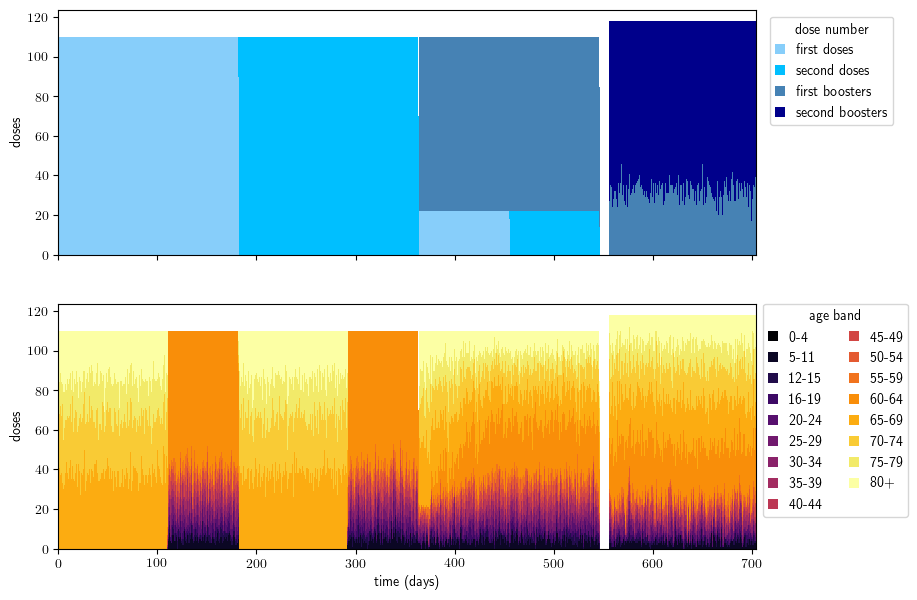 120
100
80
60
40
20
0
doses
dose number
first doses
second doses
first boosters
second boosters
120
100
80
60
40
20
0
doses
0 100 200 300 400 500 600 700
time (days)
age band
0-4 45-49
5-11 50-54
12-15 55-59
16-19 60-64
20-24 65-69
25-29 70-74
30-34 75-79
35-39 80+
40-44